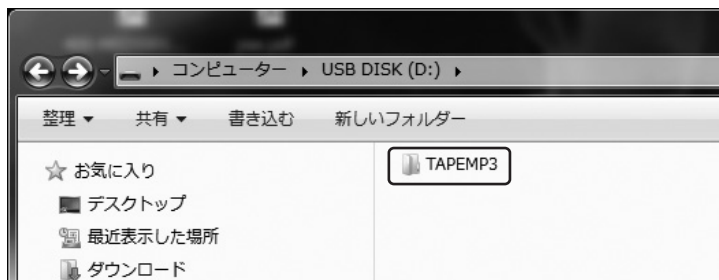 コンピューター ▸ USB DISK (D:) ▸
整理 ▼ 共有 ▼ 書き込む 新しいフォルダー
お気に入り
デスクトップ
最近表示した場所
ダウンロード
TAPEMP3